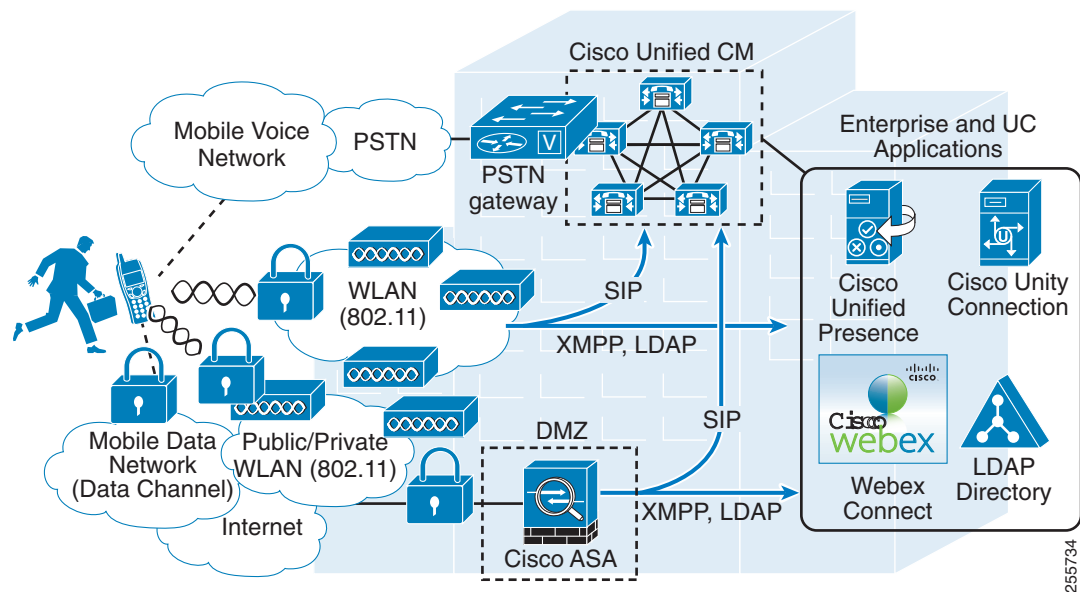 Cisco Unified CM
Mobile Voice
Network
PSTN
V
PSTN
gateway
Enterprise and UC
Applications
Cisco
Unified
Presence
U
Cisco Unity
Connection
WLAN
(802.11)
SIP
XMPP, LDAP
SIP
CISCO
Cisco
webex
Webex
Connect
LDAP
Directory
Mobile Data
Network
(Data Channel)
Public/Private
WLAN (802.11)
Internet
DMZ
Cisco ASA
XMPP, LDAP
255734